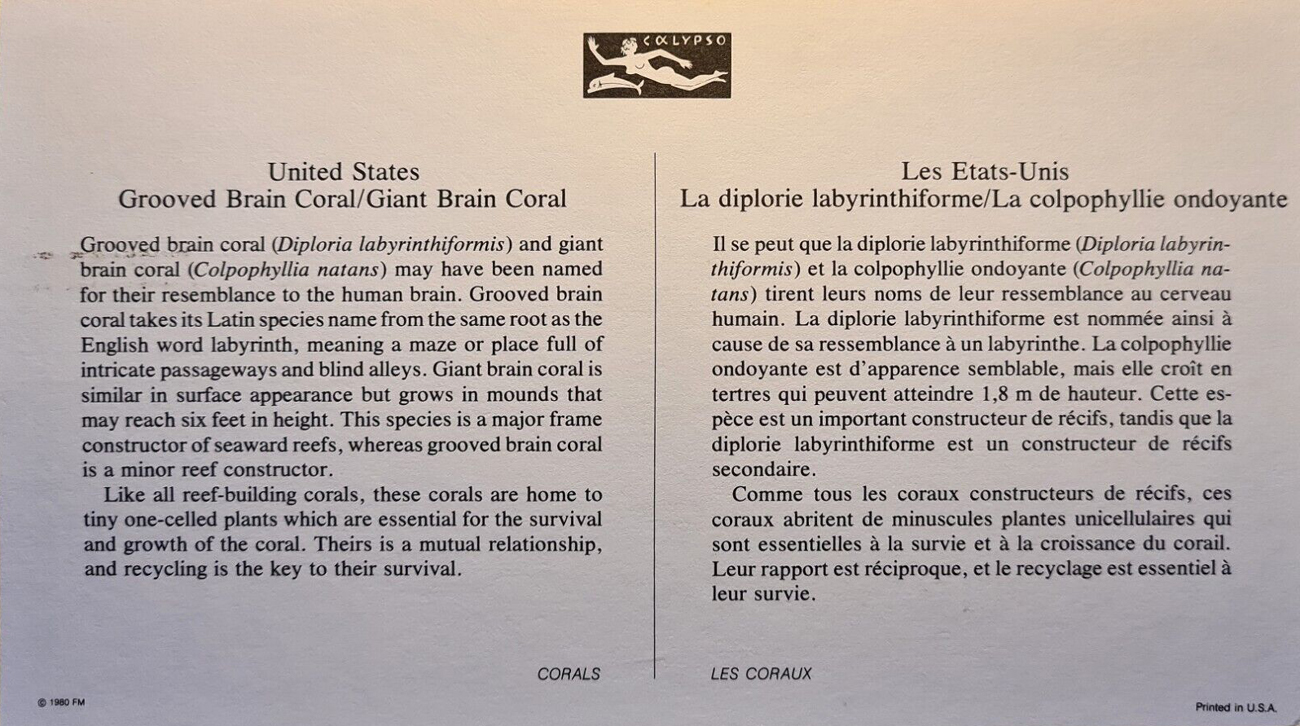 CALYPSO
United States
Grooved Brain Coral/Giant Brain Coral
Grooved brain coral (Diploria labyrinthiformis) and giant
brain coral (Colpophyllia natans) may have been named
for their resemblance to the human brain. Grooved brain
coral takes its Latin species name from the same root as the
English word labyrinth, meaning a maze or place full of
intricate passageways and blind alleys. Giant brain coral is
similar in surface appearance but grows in mounds that
may reach six feet in height. This species is a major frame
constructor of seaward reefs, whereas grooved brain coral
is a minor reef constructor.
Like all reef-building corals, these corals are home to
tiny one-celled plants which are essential for the survival
and growth of the coral. Theirs is a mutual relationship,
and recycling is the key to their survival.
CORALS
© 1980 FM
Les Etats-Unis
La diplorie labyrinthiforme/La colpophyllie ondoyante
Il se peut que la diplorie labyrinthiforme (Diploria labyrin-
thiformis) et la colpophyllie ondoyante (Colpophyllia na-
tans) tirent leurs noms de leur ressemblance au cerveau
humain. La diplorie labyrinthiforme est nommée ainsi à
cause de sa ressemblance à un labyrinthe. La colpophyllie
ondoyante est d'apparence semblable, mais elle croît en
tertres qui peuvent atteindre 1,8 m de hauteur. Cette es-
pèce est un important constructeur de récifs, tandis que la
diplorie labyrinthiforme est un constructeur de récifs
secondaire.
Comme tous les coraux constructeurs de récifs, ces
coraux abritent de minuscules plantes unicellulaires qui
sont essentielles à la survie et à la croissance du corail.
Leur rapport est réciproque, et le recyclage est essentiel à
leur survie.
LES CORAUX
Printed in U.S.A.